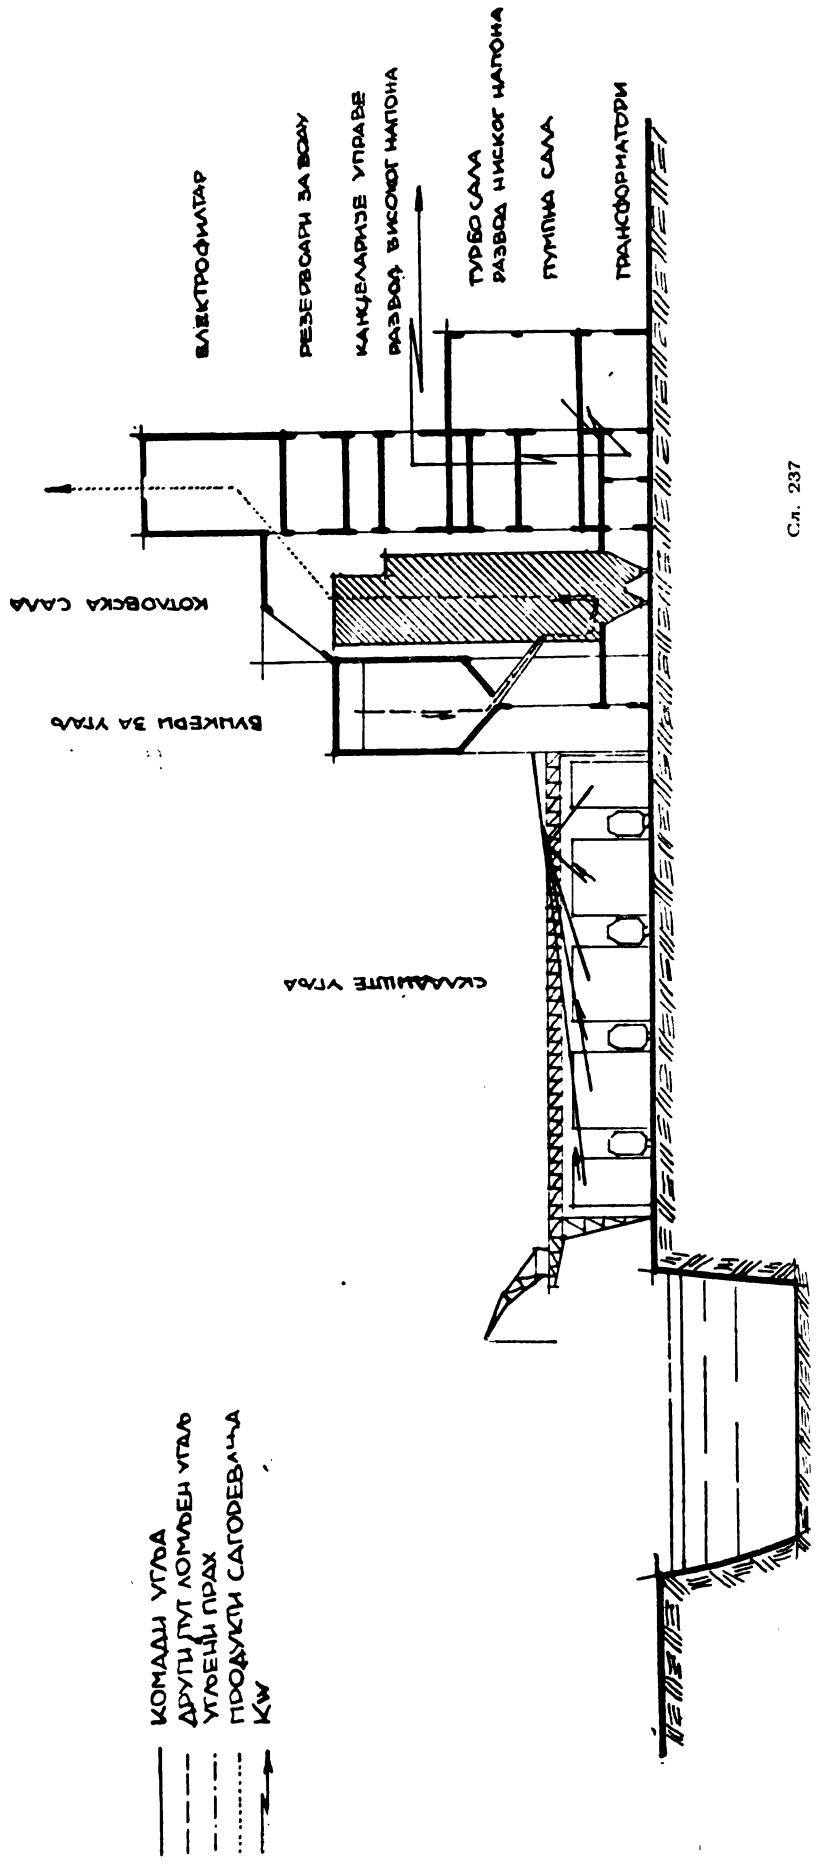 ЕЛЕКТРОФИЛТАР
РЕЗЕРВОАРИ ЗА ВОДУ
КАНЦЕЛАРИЈЕ УПРАВЕ
РАЗВОД ВИСОКОГ НАПОНА
ТУРБО САЛА
РАЗВОД НИСКОГ НАПОНА
ПУМПНА САЛА
ТРАНСФОРМАТОРИ
КОТЛОВСКА САЛА
БУНКЕРИ ЗА УГАЉ
СКЛАДИШТЕ УГЉА
КОМАДИ УГЉА
ДРУГИ ПУТ ЛОМЉЕН УГАЉ
УГЉЕНИ ПРАХ
ПРОДУКТИ САГОРЕВАЊА
KW
Сл. 237